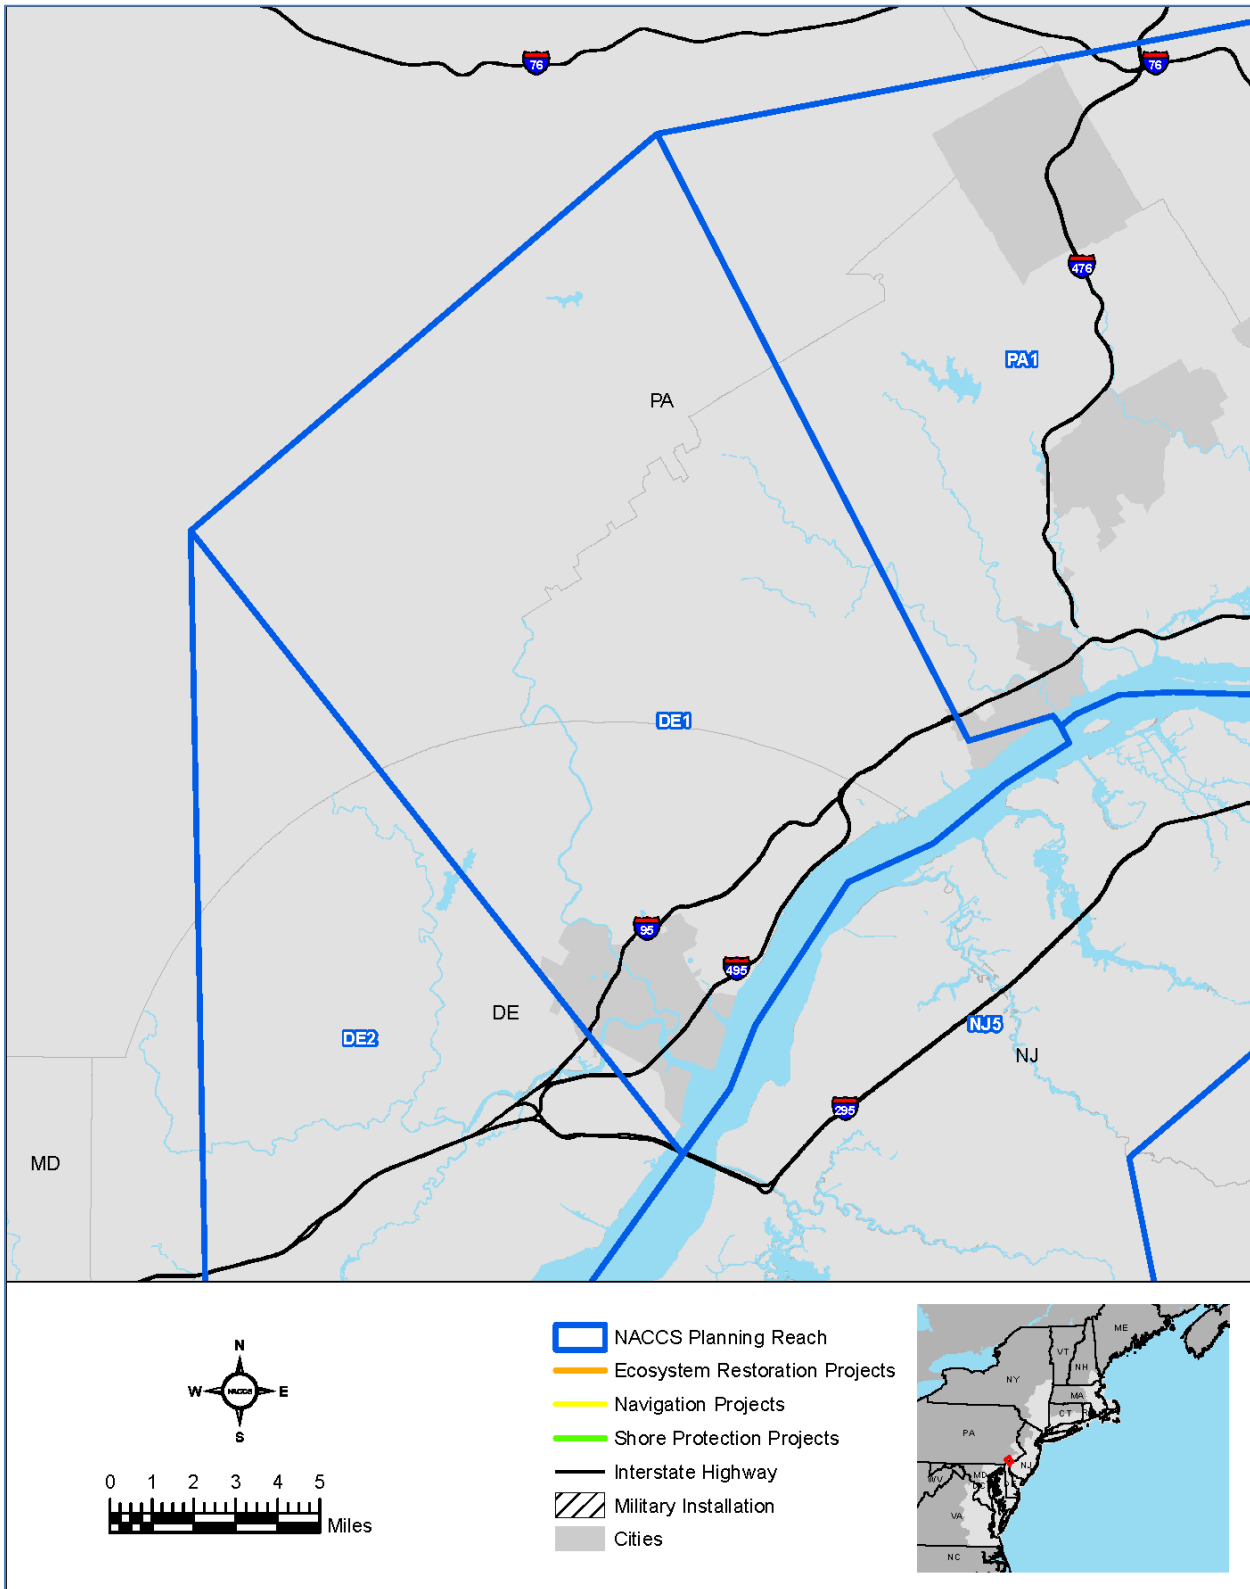 76
76
476
PA1
PA
DE1
95
495
DE
DE2
NJ5
NJ
295
MD
N
W NACCS E
S
0 1 2 3 4 5
Miles
NACCS Planning Reach
Ecosystem Restoration Projects
Navigation Projects
Shore Protection Projects
Interstate Highway
Military Installation
Cities
ME
VT
NH
NY
MA
CT
PA
NJ
MD
WV
VA
NC